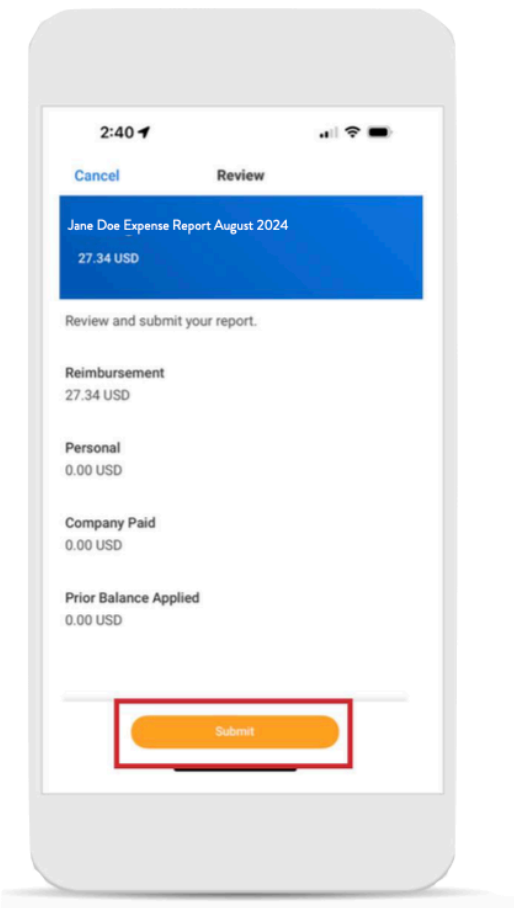 2:40
Cancel
Review
Jane Doe Expense Report August 2024
27.34 USD
Review and submit your report.
Reimbursement
27.34 USD
Personal
0.00 USD
Company Paid
0.00 USD
Prior Balance Applied
0.00 USD
Submit